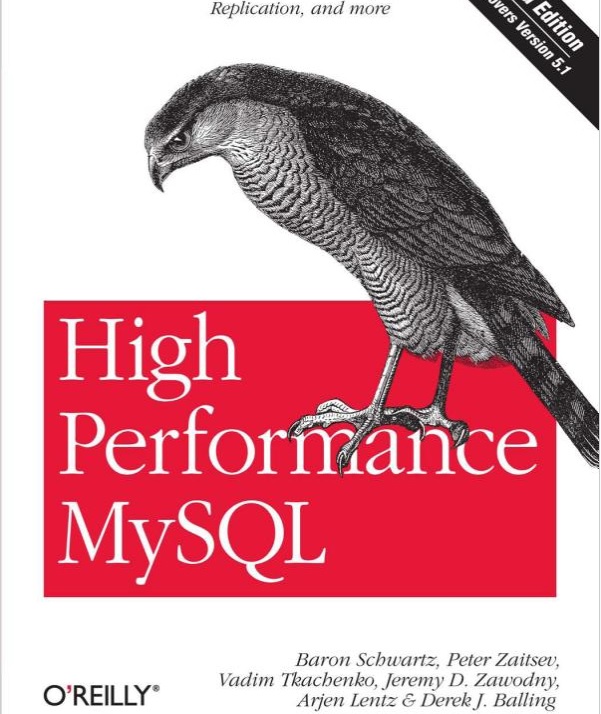 Replication, and more
Edition
Version 5.1
High
Performance
MySQL
Baron Schwartz, Peter Zaitsev,
Vadim Tkachenko, Jeremy D. Zawodny,
Arjen Lentz & Derek J. Balling
O'REILLY®